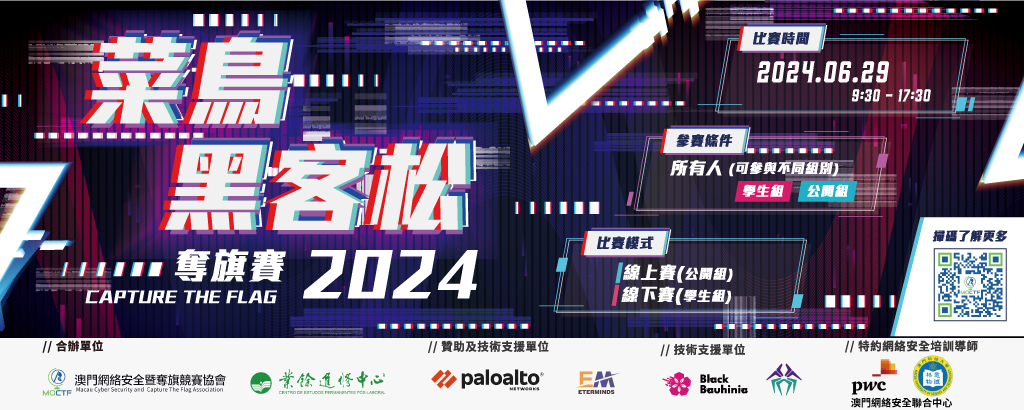 菜鳥
黑客松
奪旗賽
CAPTURE THE FLAG
2024
比賽時間
2024.06.29
9:30 - 17:30
參賽條件
所有人 (可參與不同組別)
學生組 公開組
比賽模式
線上賽(公開組)
線下賽(學生組)
掃碼了解更多
// 合辦單位
MOCTF
澳門網絡安全暨奪旗競賽協會
Macau Cyber Security and Capture The Flag Association
業餘進修中心
CENTRO DE ESTUDOS PERMANENTES PÓS-LABORAL
// 贊助及技術支援單位
paloalto
NETWORKS
EM
ETERMINDS
// 技術支援單位
Black
Bauhinia
// 特約網絡安全培訓導師
pwc
澳門網絡安全聯合中心